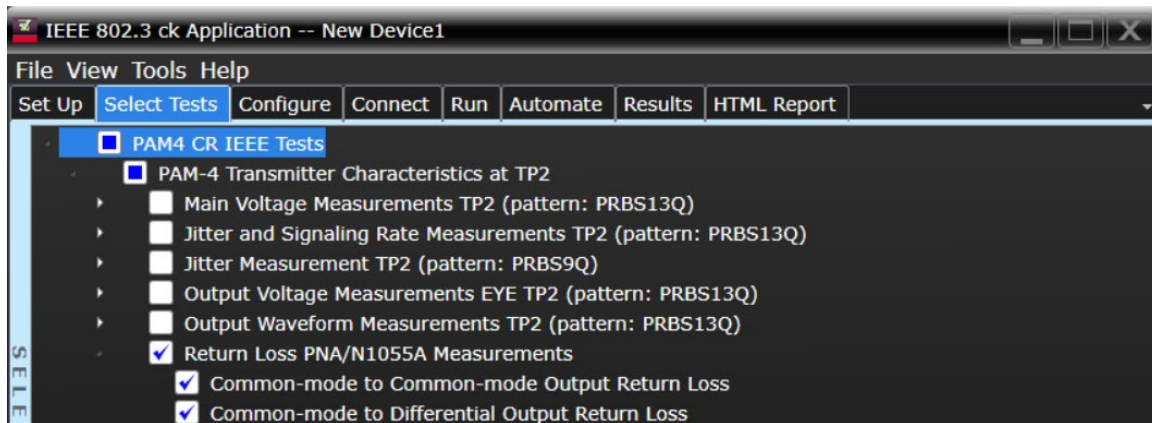 IEEE 802.3 ck Application -- New Device1
File View Tools Help
Set Up Select Tests Configure Connect Run Automate Results HTML Report
PAM4 CR IEEE Tests
PAM-4 Transmitter Characteristics at TP2
Main Voltage Measurements TP2 (pattern: PRBS13Q)
Jitter and Signaling Rate Measurements TP2 (pattern: PRBS13Q)
Jitter Measurement TP2 (pattern: PRBS9Q)
Output Voltage Measurements EYE TP2 (pattern: PRBS13Q)
Output Waveform Measurements TP2 (pattern: PRBS13Q)
Return Loss PNA/N1055A Measurements
Common-mode to Common-mode Output Return Loss
Common-mode to Differential Output Return Loss
SELE